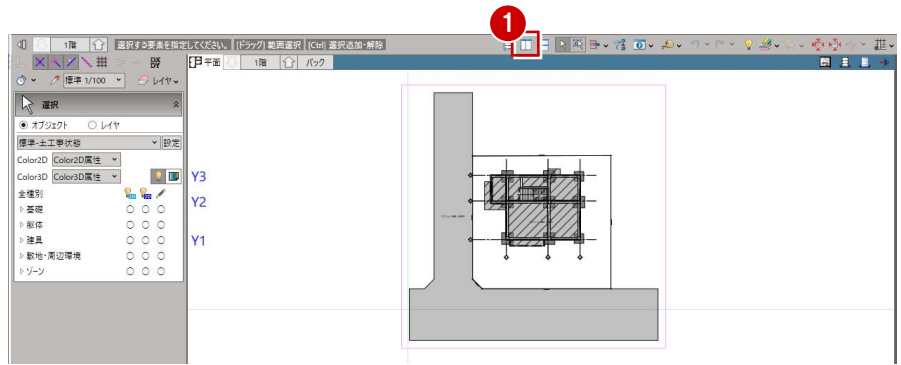 1
1階 選択する要素を指定してください。 [ドラッグ] 範囲選択 [Ctrl] 選択追加・解除
平面 1階 バック
標準 1/100 レイヤ
選択
オブジェクト レイヤ
標準-土工事状態 設定
Color2D Color2D属性
Color3D Color3D属性
全種別
基礎
躯体
建具
敷地・周辺環境
ゾーン
Y3
Y2
Y1